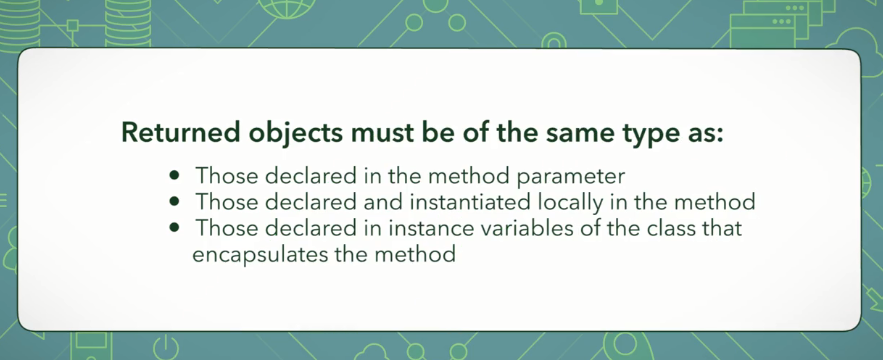 Returned objects must be of the same type as:
• Those declared in the method parameter
• Those declared and instantiated locally in the method
• Those declared in instance variables of the class that
encapsulates the method